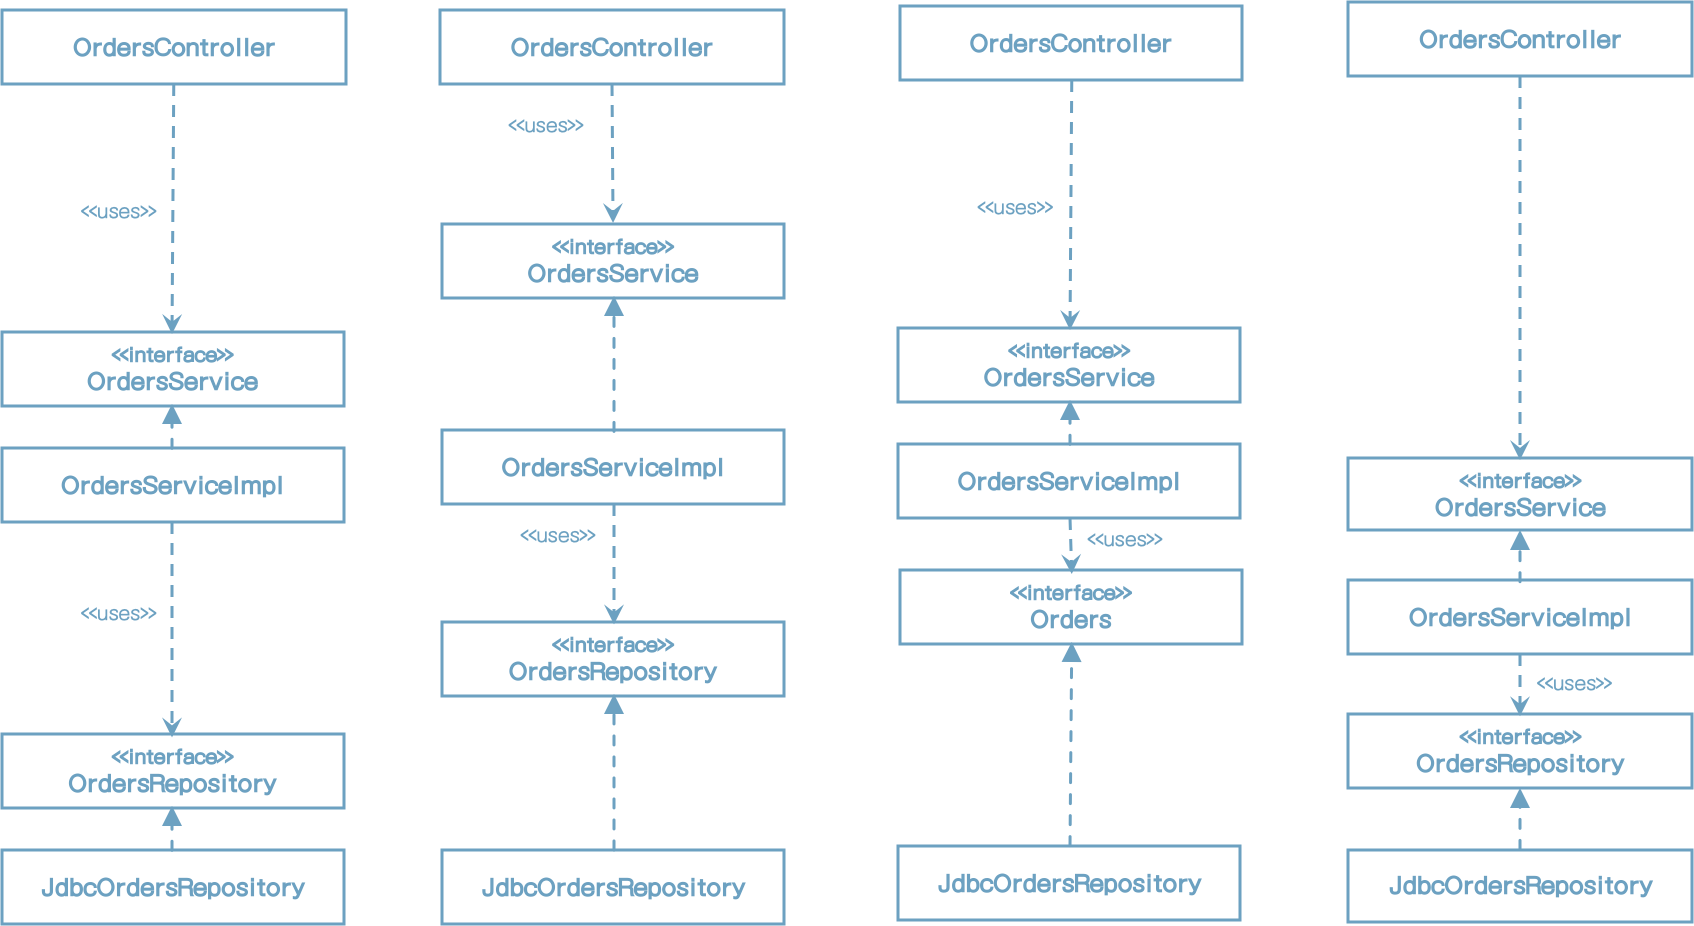 OrdersController
<<uses>>
<<interface>>
OrdersService
OrdersServiceImpl
<<uses>>
<<interface>>
OrdersRepository
JdbcOrdersRepository
OrdersController
<<uses>>
<<interface>>
OrdersService
OrdersServiceImpl
<<uses>>
<<interface>>
OrdersRepository
JdbcOrdersRepository
OrdersController
<<uses>>
<<interface>>
OrdersService
OrdersServiceImpl
<<uses>>
<<interface>>
Orders
JdbcOrdersRepository
OrdersController
<<interface>>
OrdersService
OrdersServiceImpl
<<uses>>
<<interface>>
OrdersRepository
JdbcOrdersRepository